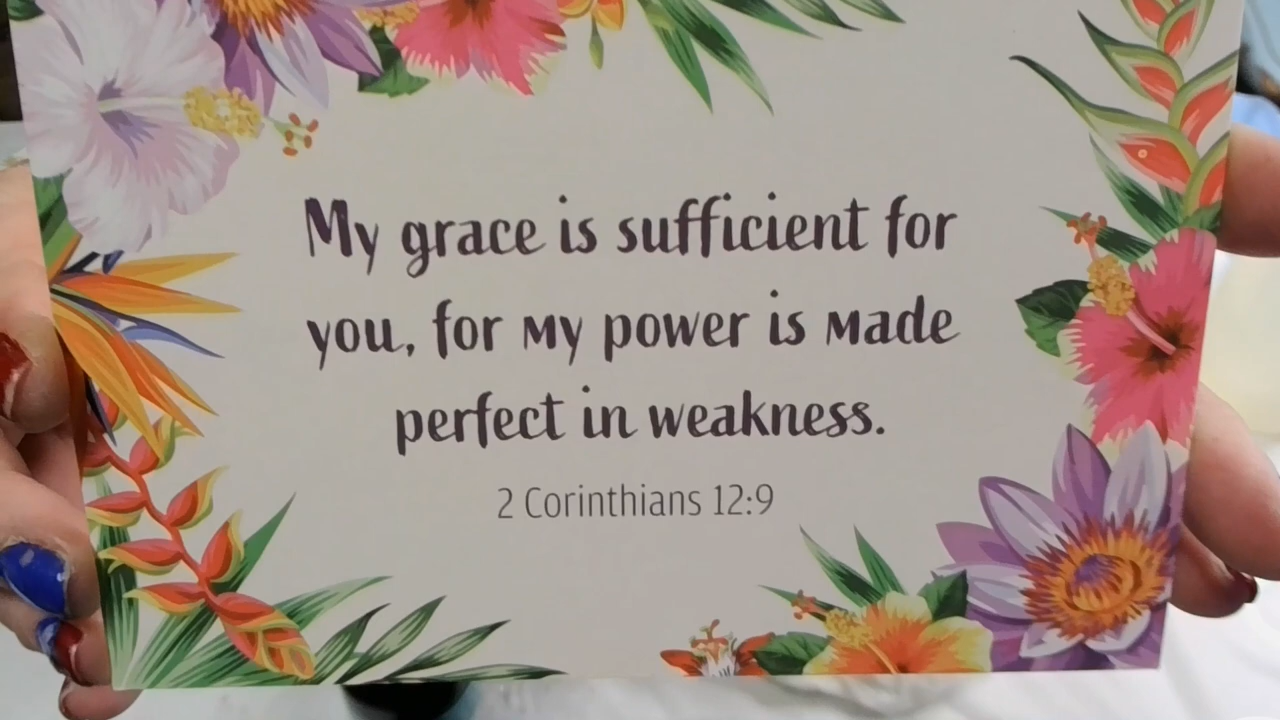 My grace is sufficient for
you, for my power is made
perfect in weakness.
2 Corinthians 12:9